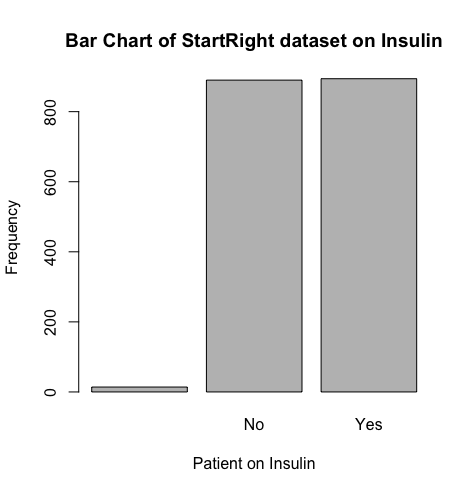 Bar Chart of StartRight dataset on Insulin
Frequency
800
600
400
200
0
No Yes
Patient on Insulin